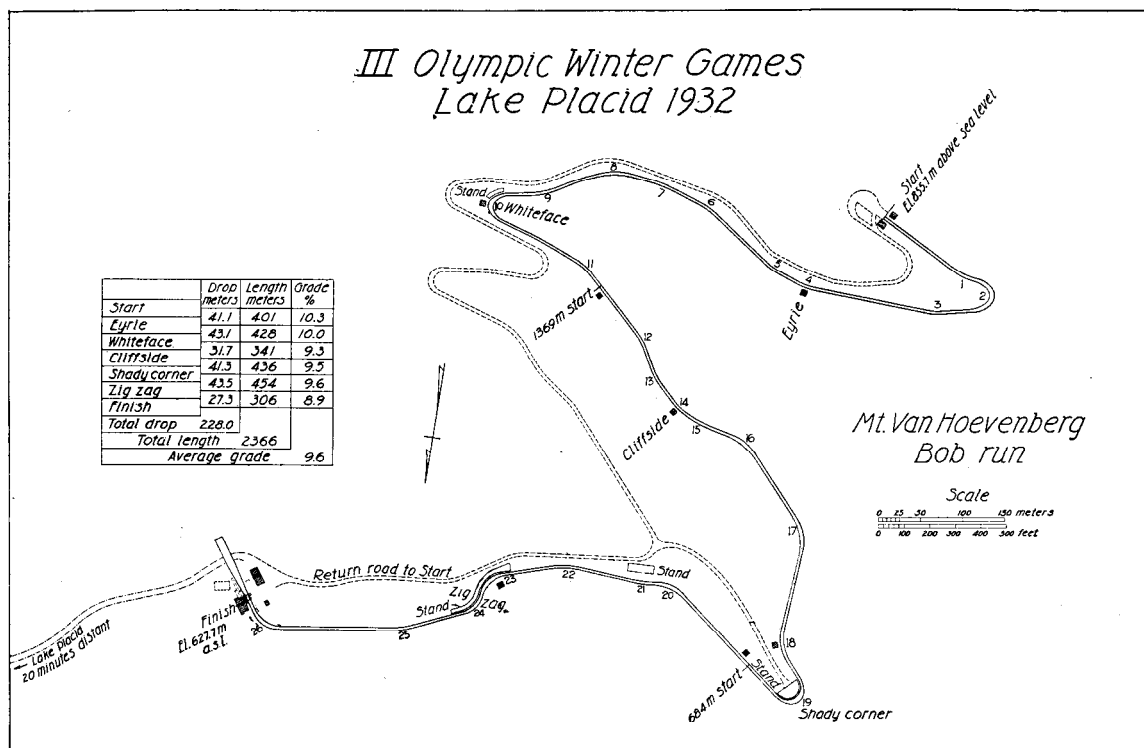 III Olympic Winter Games
Lake Placid 1932
Start
El.855.1 m above sea level
Stand
Whiteface
1
2
3
4
5
6
7
8
9
10
11
Eyrie
1369m start
12
13
14
15
16
Cliffside
17
18
19
Drop meters Length meters Grade %
Start
41.1 401 10.3
Eyrie
43.1 428 10.0
Whiteface
31.7 341 9.3
Cliffside
41.3 436 9.5
Shady corner
43.5 454 9.6
Zig zag
27.3 306 8.9
Finish
Total drop 228.0
Total length 2366
Average grade 9.6
Mt. Van Hoevenberg
Bob run
Scale
0 25 50 100 150 meters
0 100 200 300 400 500 feet
Return road to Start
Stand
Zig
Zag
Stand
20
21
22
23
24
25
26
Finish
El. 627.7 m
a.s.l.
← Lake Placid
20 minutes distant
684m start
Stand
Shady corner